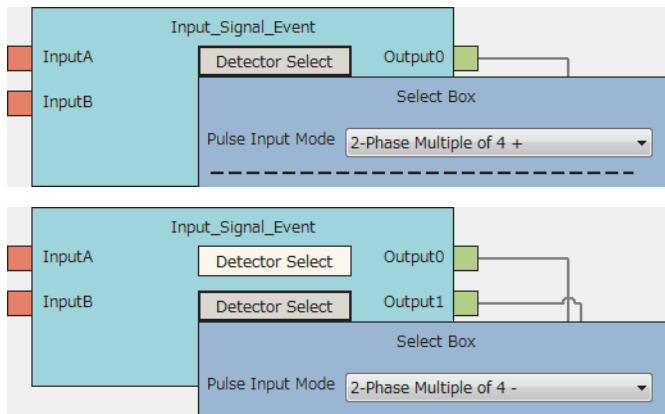 Input_Signal_Event
InputA Detector Select Output0
InputB Select Box
Pulse Input Mode 2-Phase Multiple of 4 +
Input_Signal_Event
InputA Detector Select Output0
InputB Detector Select Output1
Select Box
Pulse Input Mode 2-Phase Multiple of 4 -